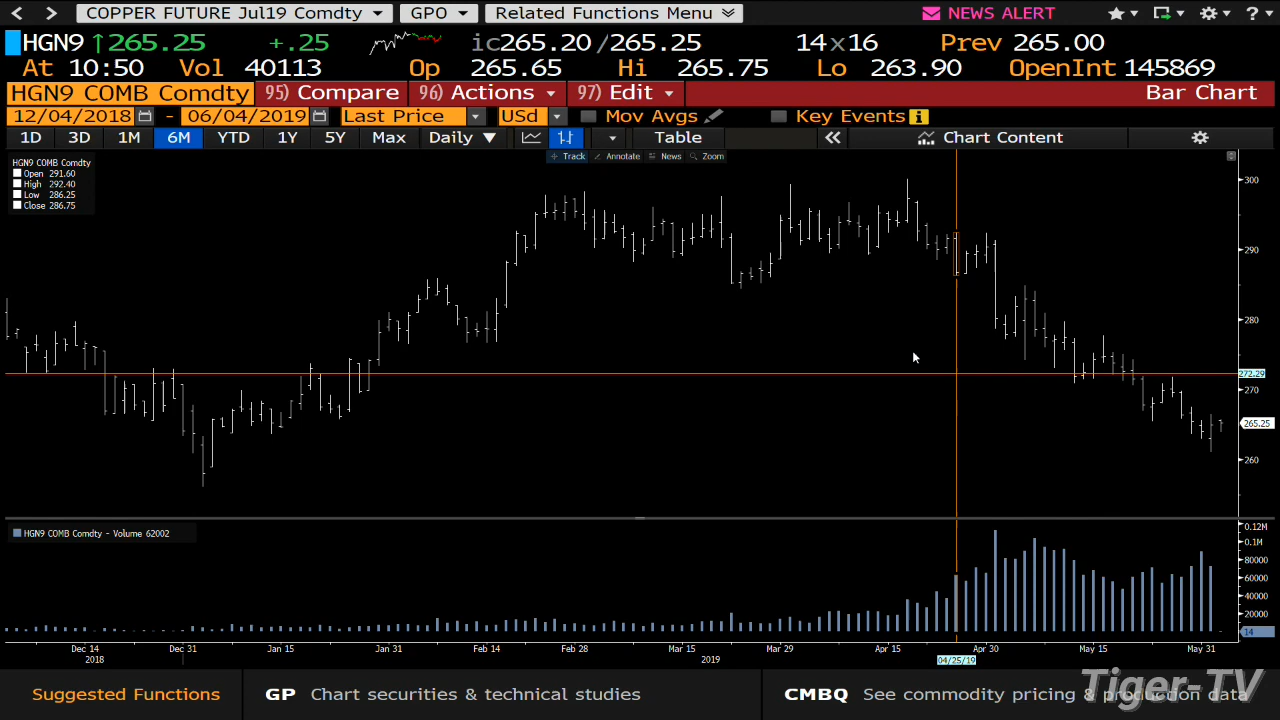 < > COPPER FUTURE Jul19 Comdty GPO Related Functions Menu NEWS ALERT ?
HGN9 ↑265.25 +.25 ic265.20/265.25 14x16 Prev 265.00
At 10:50 Vol 40113 Op 265.65 Hi 265.75 Lo 263.90 OpenInt 145869
HGN9 COMB Comdty 95) Compare 96) Actions 97) Edit Bar Chart
12/04/2018 - 06/04/2019 Last Price USd Mov Avgs Key Events
1D 3D 1M 6M YTD 1Y 5Y Max Daily ▼ Table « Chart Content
Track Annotate News Zoom
HGN9 COMB Comdty
Open 291.60
High 292.40
Low 286.25
Close 286.75
300
290
280
272.29
270
265.25
260
HGN9 COMB Comdty - Volume 62002
0.12M
0.1M
80000
60000
40000
20000
14
Dec 14 Dec 31 Jan 15 Jan 31 Feb 14 Feb 28 Mar 15 Mar 29 Apr 15 Apr 30 May 15 May 31
2018 2019 04/25/19
Suggested Functions GP Chart securities & technical studies CMBQ See commodity pricing & production data
Tiger-TV